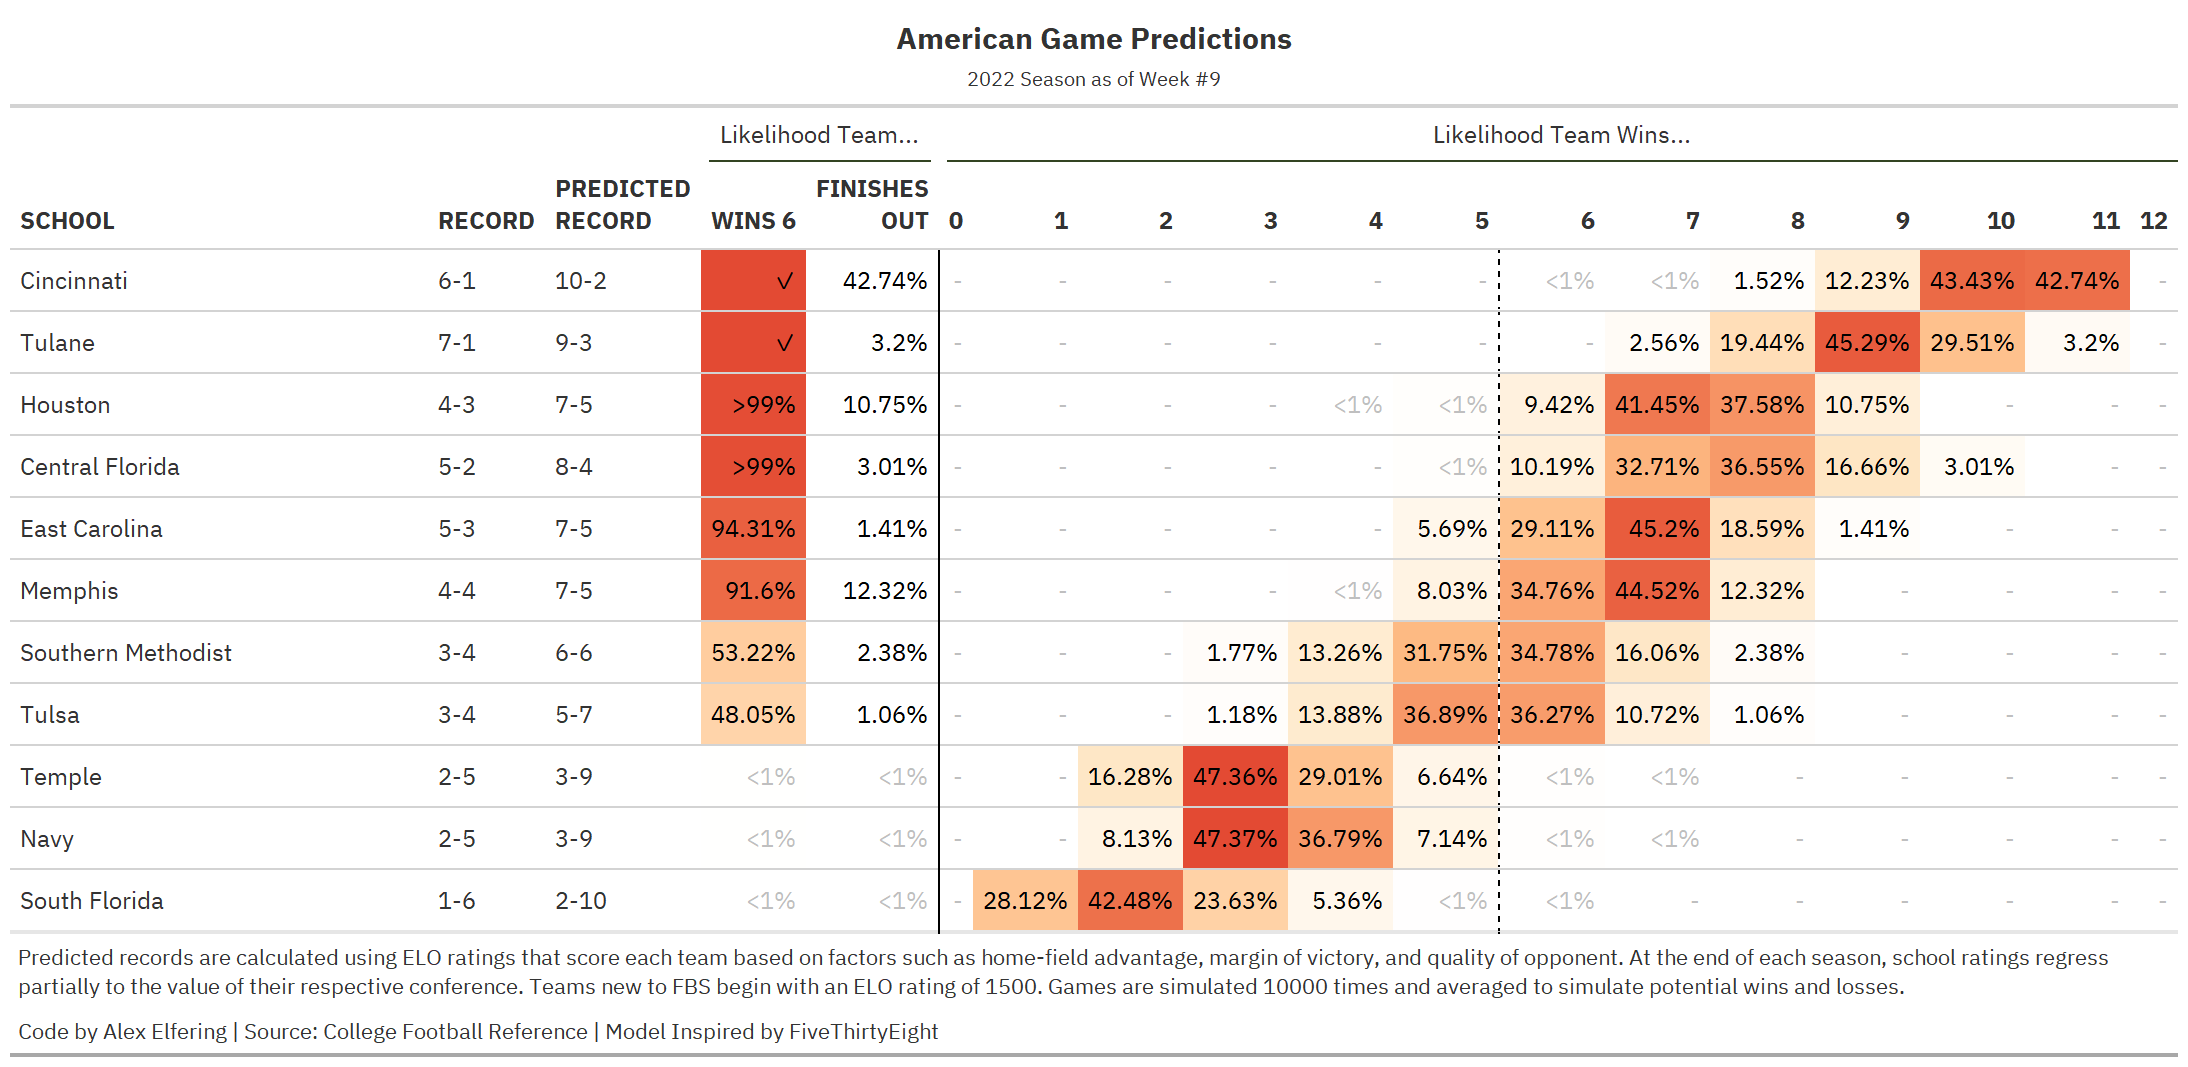 American Game Predictions
2022 Season as of Week #9
Likelihood Team... Likelihood Team Wins...
SCHOOL RECORD PREDICTED RECORD WINS 6 FINISHES OUT 0 1 2 3 4 5 6 7 8 9 10 11 12
Cincinnati 6-1 10-2 ✓ 42.74% - - - - - - <1% <1% 1.52% 12.23% 43.43% 42.74% -
Tulane 7-1 9-3 ✓ 3.2% - - - - - - - 2.56% 19.44% 45.29% 29.51% 3.2% -
Houston 4-3 7-5 >99% 10.75% - - - - <1% <1% 9.42% 41.45% 37.58% 10.75% - - -
Central Florida 5-2 8-4 >99% 3.01% - - - - - <1% 10.19% 32.71% 36.55% 16.66% 3.01% - -
East Carolina 5-3 7-5 94.31% 1.41% - - - - - 5.69% 29.11% 45.2% 18.59% 1.41% - - -
Memphis 4-4 7-5 91.6% 12.32% - - - - <1% 8.03% 34.76% 44.52% 12.32% - - - -
Southern Methodist 3-4 6-6 53.22% 2.38% - - - 1.77% 13.26% 31.75% 34.78% 16.06% 2.38% - - - -
Tulsa 3-4 5-7 48.05% 1.06% - - - 1.18% 13.88% 36.89% 36.27% 10.72% 1.06% - - - -
Temple 2-5 3-9 <1% <1% - - 16.28% 47.36% 29.01% 6.64% <1% <1% - - - - -
Navy 2-5 3-9 <1% <1% - - 8.13% 47.37% 36.79% 7.14% <1% <1% - - - - -
South Florida 1-6 2-10 <1% <1% - 28.12% 42.48% 23.63% 5.36% <1% <1% - - - - - -
Predicted records are calculated using ELO ratings that score each team based on factors such as home-field advantage, margin of victory, and quality of opponent. At the end of each season, school ratings regress
partially to the value of their respective conference. Teams new to FBS begin with an ELO rating of 1500. Games are simulated 10000 times and averaged to simulate potential wins and losses.
Code by Alex Elfering | Source: College Football Reference | Model Inspired by FiveThirtyEight